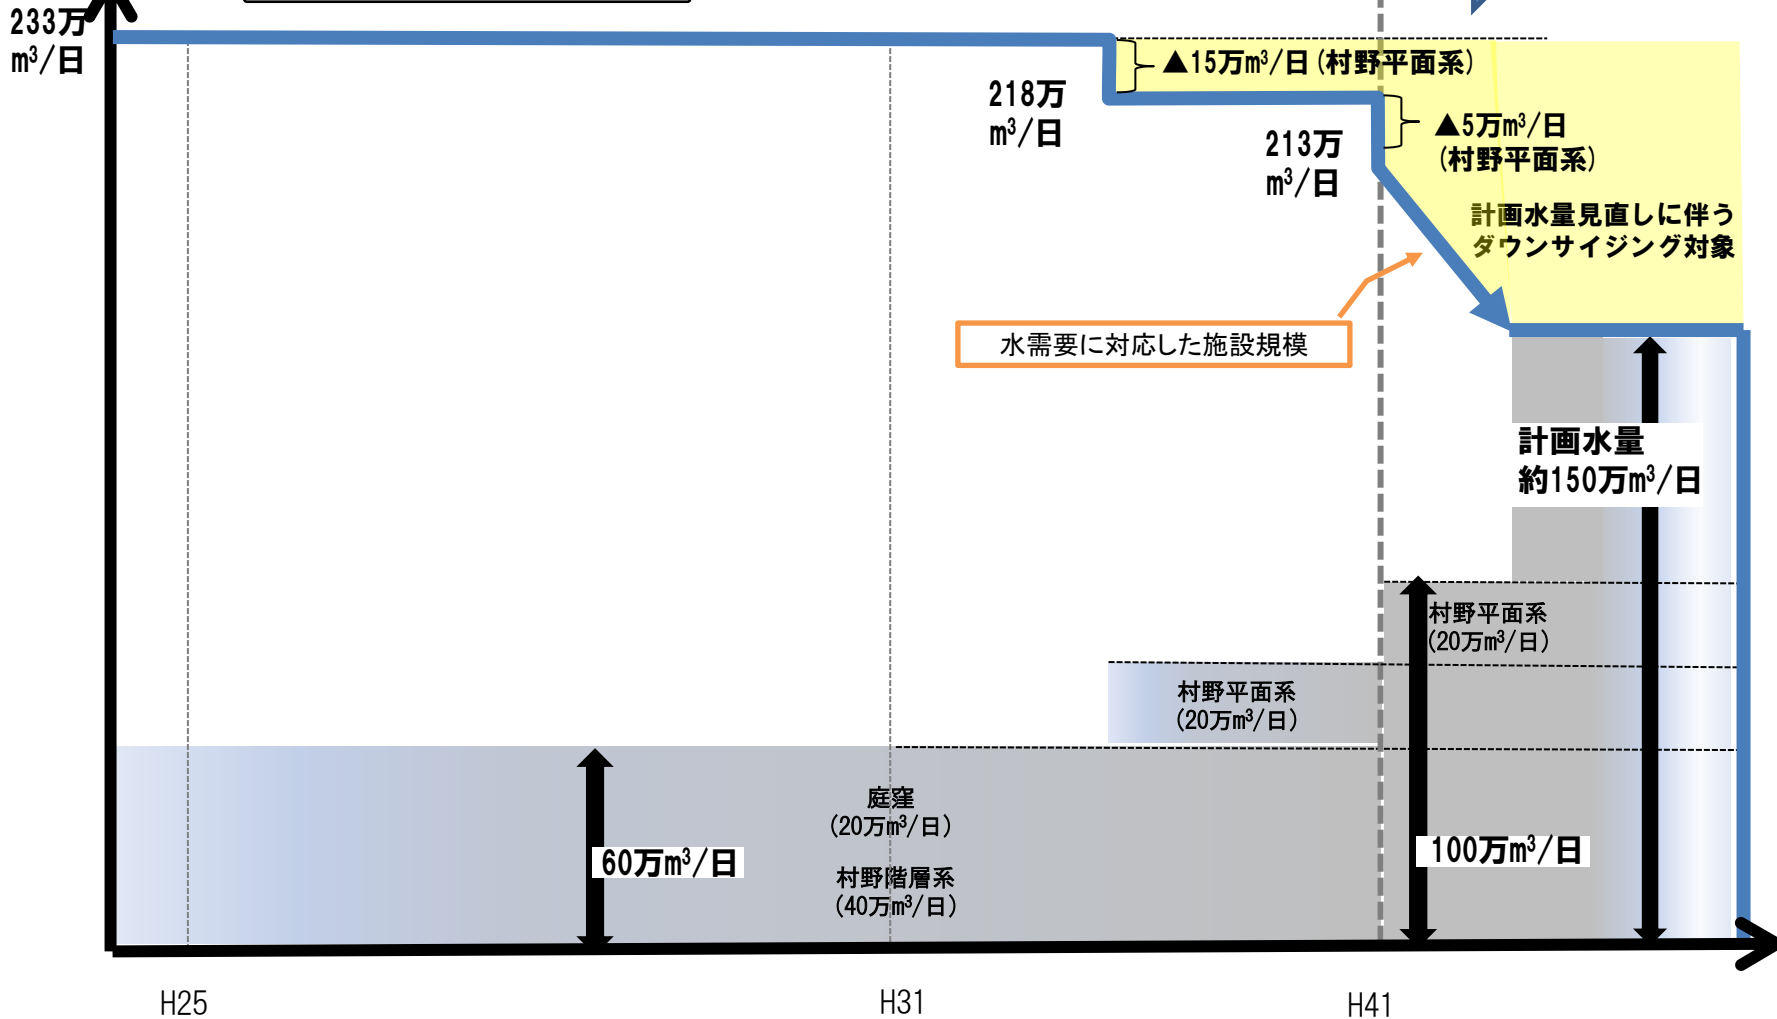 233万
m³/日
▲15万m³/日(村野平面系)
218万
m³/日
▲5万m³/日
(村野平面系)
213万
m³/日
計画水量見直しに伴う
ダウンサイジング対象
水需要に対応した施設規模
計画水量
約150万m³/日
村野平面系
(20万m³/日)
村野平面系
(20万m³/日)
庭窪
(20万m³/日)
60万m³/日
100万m³/日
村野階層系
(40万m³/日)
H25
H31
H41